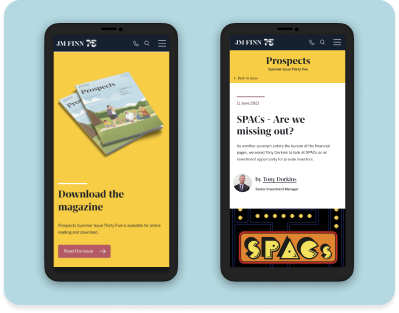 JM FINN 75
Prospects
Download the
magazine
Prospects Summer Issue Thirty Five is available for online
reading and download.
Read the issue
JM FINN 75
Prospects
Summer Issue Thirty Five
Back to Issue
11 June 2021
SPACs - Are we
missing out?
As another acronym enters the lexicon of the financial
pages, we asked Tony Dorkins to look at SPACs as an
investment opportunity for private investors.
by Tony Dorkins
Senior Investment Manager
SPACs